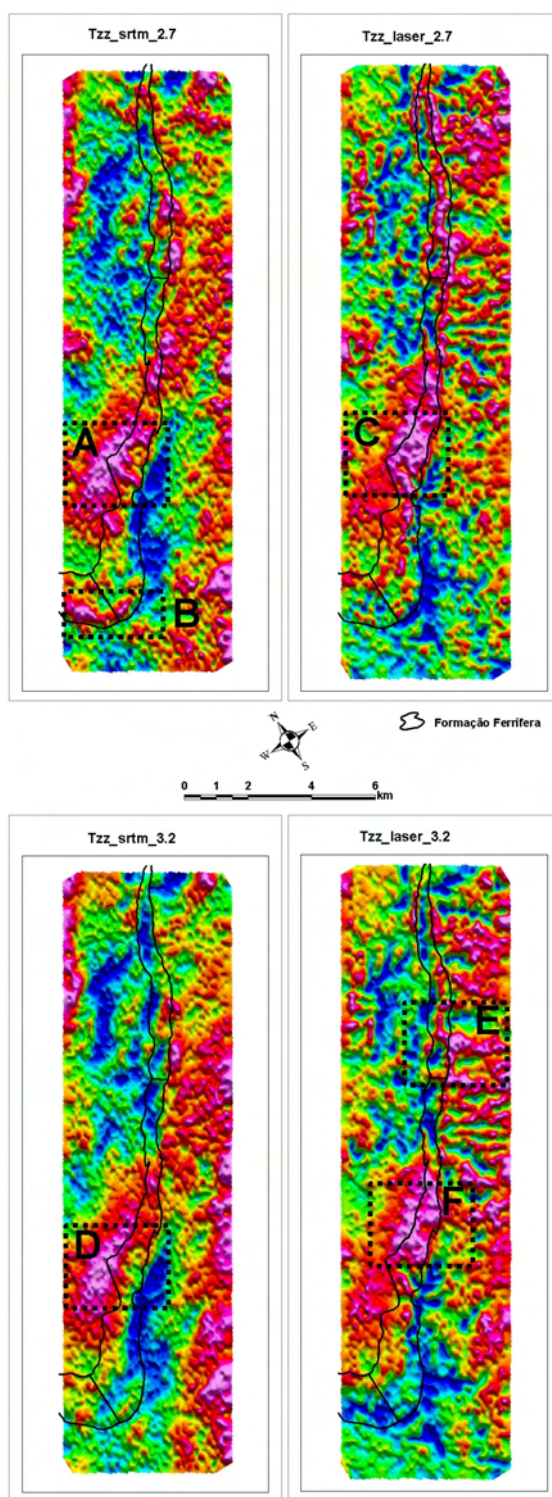 Tzz_srtm_2.7
Tzz_laser_2.7
A
B
C
N
E
W
S
Formação Ferrífera
0 1 2 4 6
km
Tzz_srtm_3.2
Tzz_laser_3.2
D
E
F